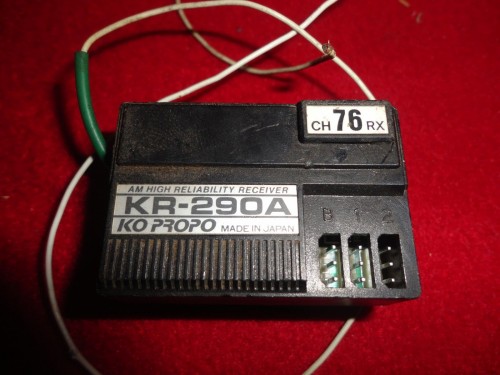 CH 76 RX
AM HIGH RELIABILITY RECEIVER
KR-290A
KO PROPO MADE IN JAPAN
B 1 2